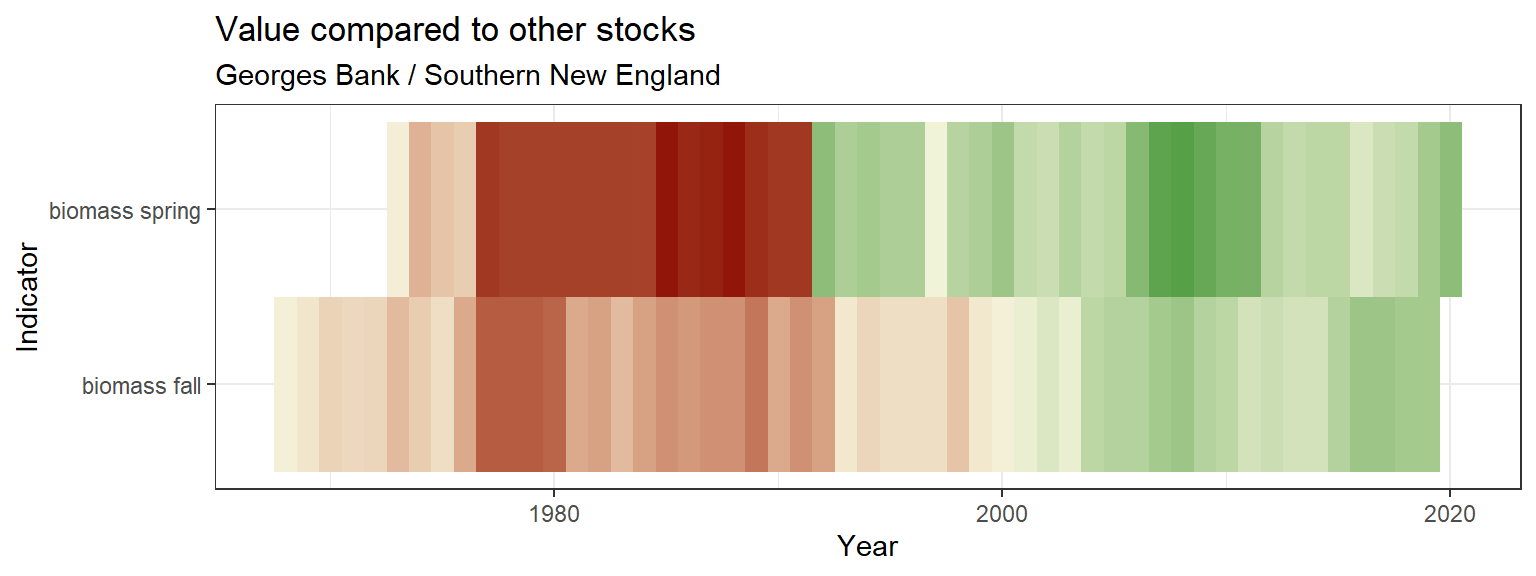 Value compared to other stocks
Georges Bank / Southern New England
Indicator
biomass spring
biomass fall
1980 2000 2020
Year